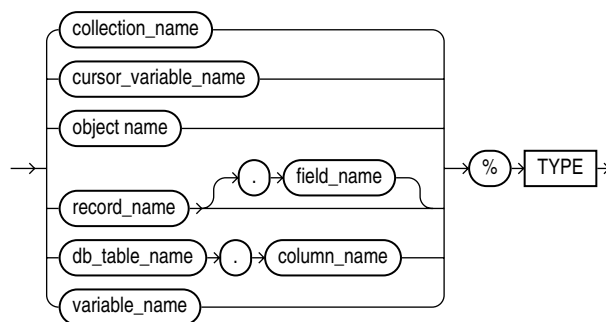 collection_name
cursor_variable_name
object name
% TYPE
. field_name
record_name
db_table_name . column_name
variable_name